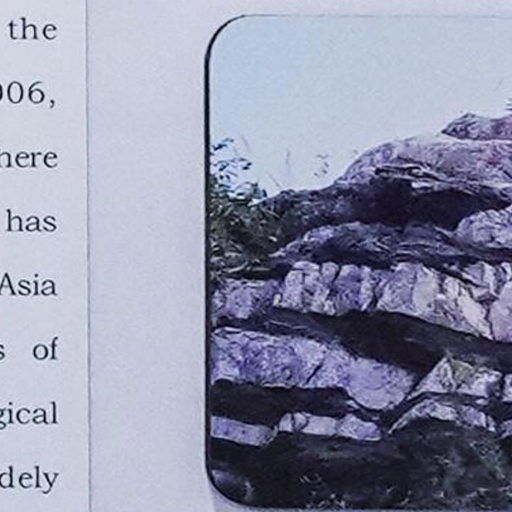 the
006,
here
has
Asia
of
gical
dely